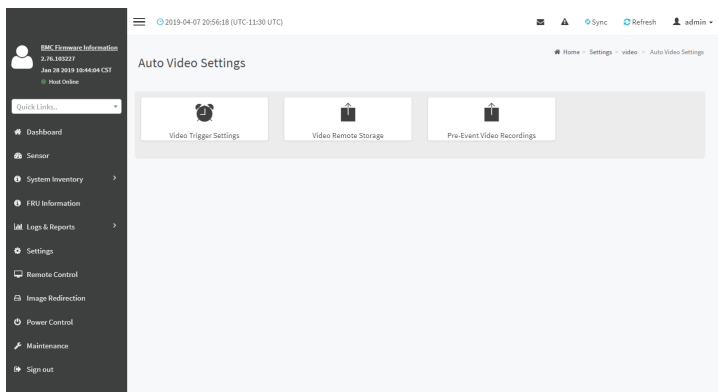 2019-04-07 20:56:18 (UTC-11:30 UTC)
Sync
Refresh
admin
BMC Firmware Information
2.76.103227
Jan 28 2019 10:44:04 CST
Host Online
Quick Links..
Dashboard
Sensor
System Inventory
FRU Information
Logs & Reports
Settings
Remote Control
Image Redirection
Power Control
Maintenance
Sign out
Auto Video Settings
Home > Settings > video > Auto Video Settings
Video Trigger Settings
Video Remote Storage
Pre-Event Video Recordings